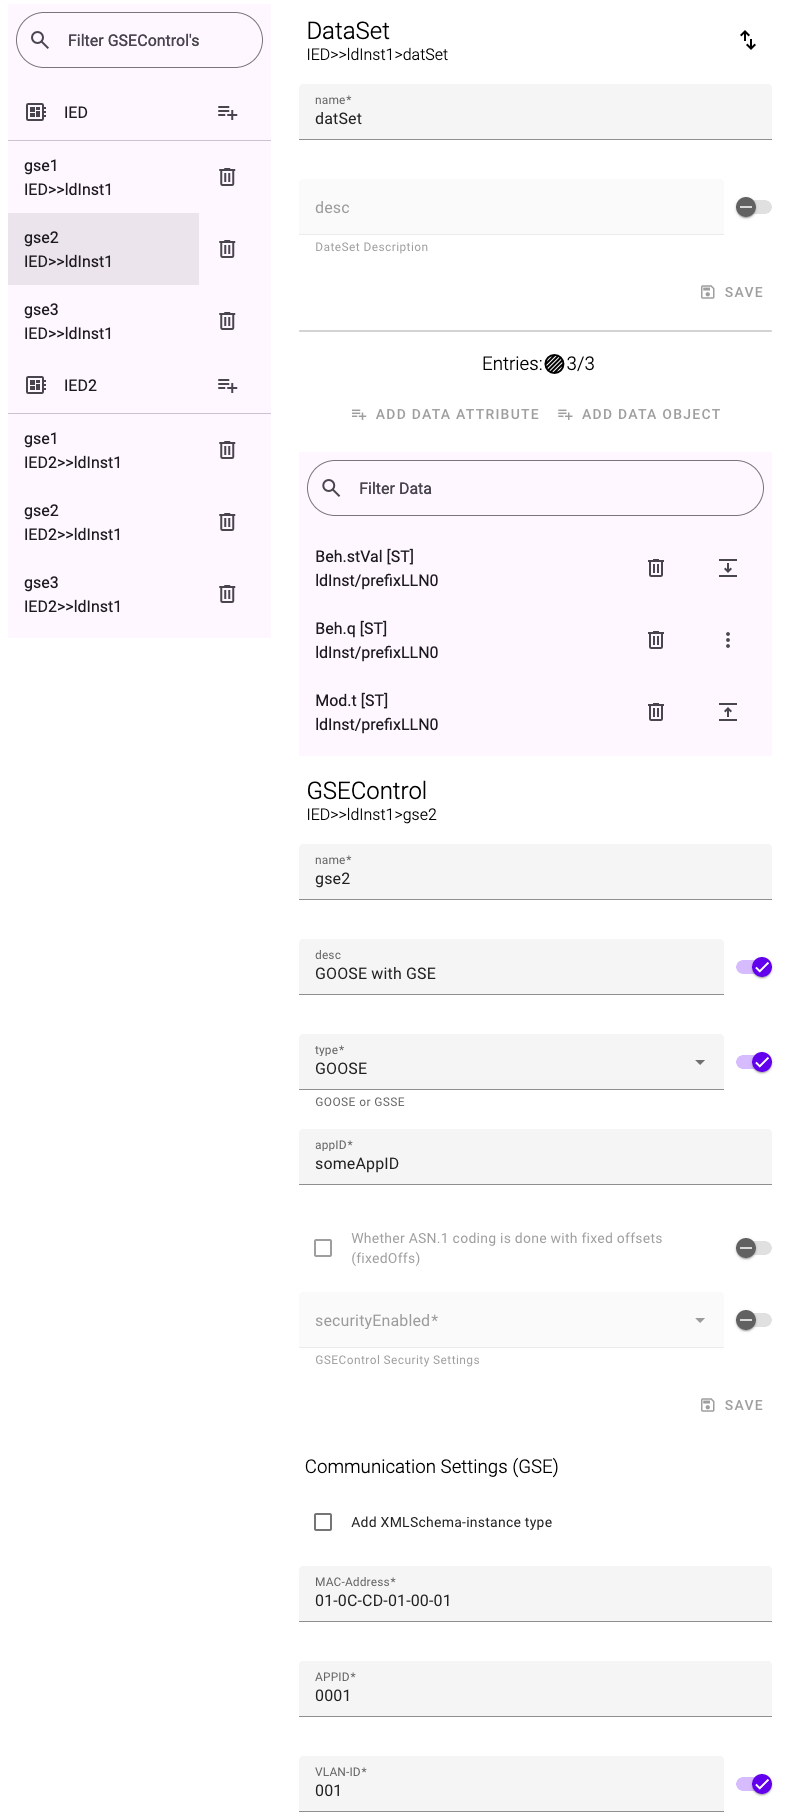 Filter GSEControl's
IED
gse1
IED>>ldInst1
gse2
IED>>ldInst1
gse3
IED>>ldInst1
IED2
gse1
IED2>>ldInst1
gse2
IED2>>ldInst1
gse3
IED2>>ldInst1
DataSet
IED>>ldInst1>datSet
name*
datSet
desc
DateSet Description
SAVE
Entries: 3/3
ADD DATA ATTRIBUTE ADD DATA OBJECT
Filter Data
Beh.stVal [ST]
ldInst/prefixLLN0
Beh.q [ST]
ldInst/prefixLLN0
Mod.t [ST]
ldInst/prefixLLN0
GSEControl
IED>>ldInst1>gse2
name*
gse2
desc
GOOSE with GSE
type*
GOOSE
GOOSE or GSSE
appID*
someAppID
Whether ASN.1 coding is done with fixed offsets
(fixedOffs)
securityEnabled*
GSEControl Security Settings
SAVE
Communication Settings (GSE)
Add XMLSchema-instance type
MAC-Address*
01-0C-CD-01-00-01
APPID*
0001
VLAN-ID*
001